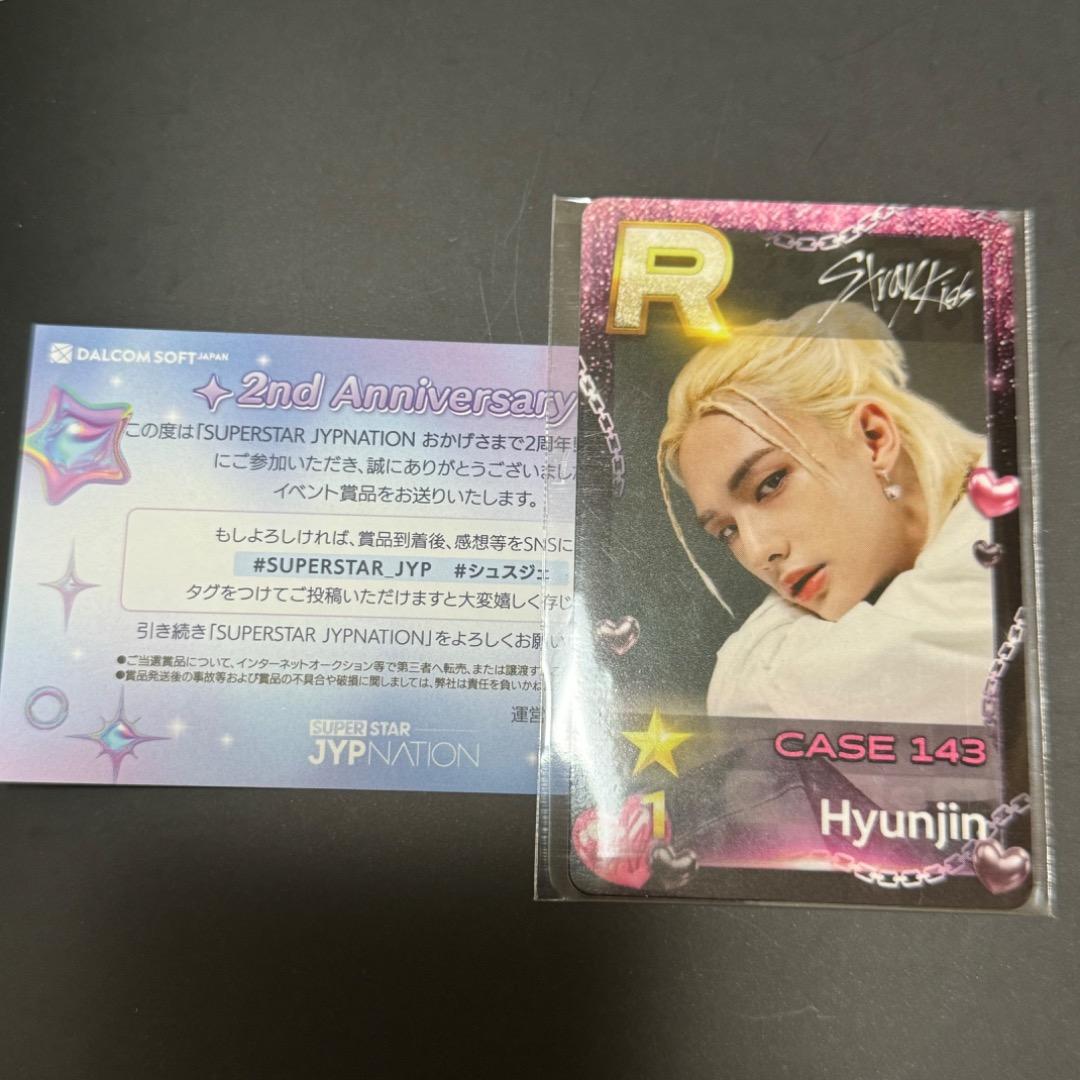 DALCOM SOFT JAPAN
2nd Anniversary
この度は「SUPERSTAR JYPNATION おかげさまで2周年
にご参加いただき、誠にありがとうございまし
イベント賞品をお送りいたします。
もしよろしければ、賞品到着後、感想等をSNSに
#SUPERSTAR_JYP #シュスジェ
タグをつけてご投稿いただけますと大変嬉しく存じ
引き続き「SUPERSTAR JYPNATION」をよろしくお願い
●ご当選賞品について、インターネットオークション等で第三者へ転売、または譲渡す
●賞品発送後の事故等および賞品の不具合や破損に関しましては、弊社は責任を負いかね
運営
SUPER STAR
JYPNATION
R
Stray Kids
1
CASE 143
Hyunjin